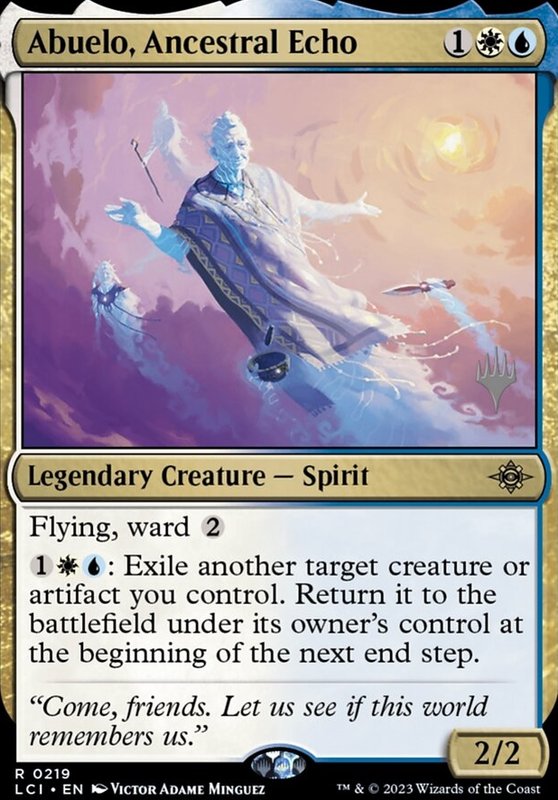 Abuelo, Ancestral Echo 1
Legendary Creature — Spirit
Flying, ward 2
1: Exile another target creature or
artifact you control. Return it to the
battlefield under its owner's control at
the beginning of the next end step.
“Come, friends. Let us see if this world
remembers us.”
2/2
R 0219
LCI • EN Victor Adame Minguez
™ & © 2023 Wizards of the Coast